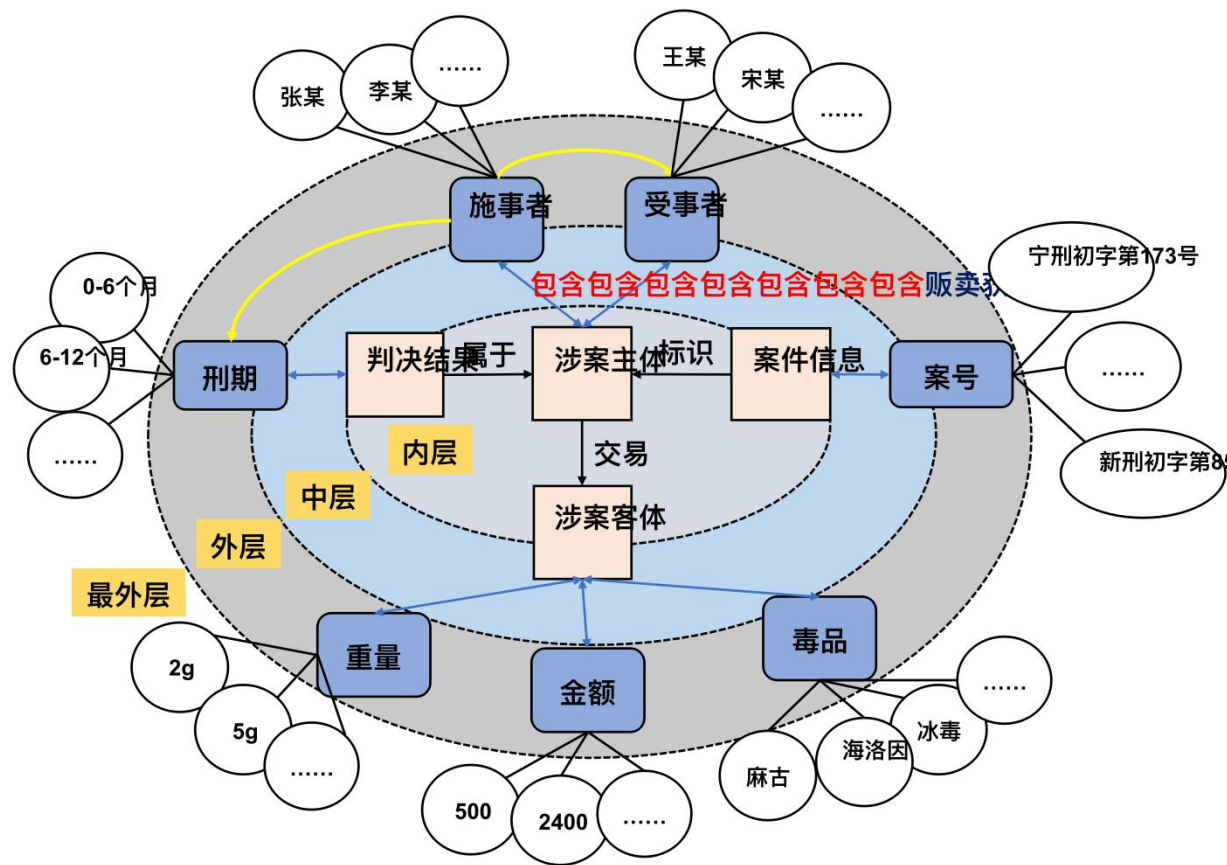 张某
李某
……
王某
宋某
……
施事者
受事者
宁刑初字第173号
……
新刑初字第
0-6个月
6-12个月
……
包含包含包含包含包含包含包含贩卖
刑期
判决结果
属于
涉案主体
标识
案件信息
案号
内层
交易
中层
涉案客体
外层
最外层
重量
金额
毒品
2g
5g
……
500
2400
……
麻古
海洛因
冰毒
……